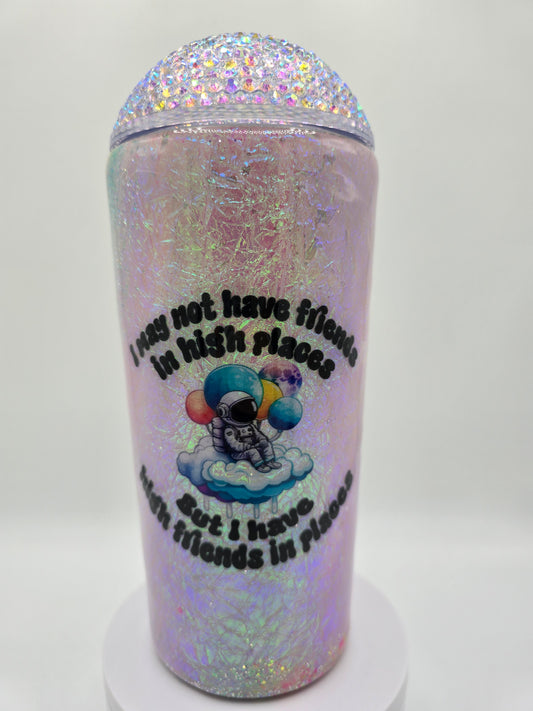 I May not have friends
in high places
But I have
high friends in places